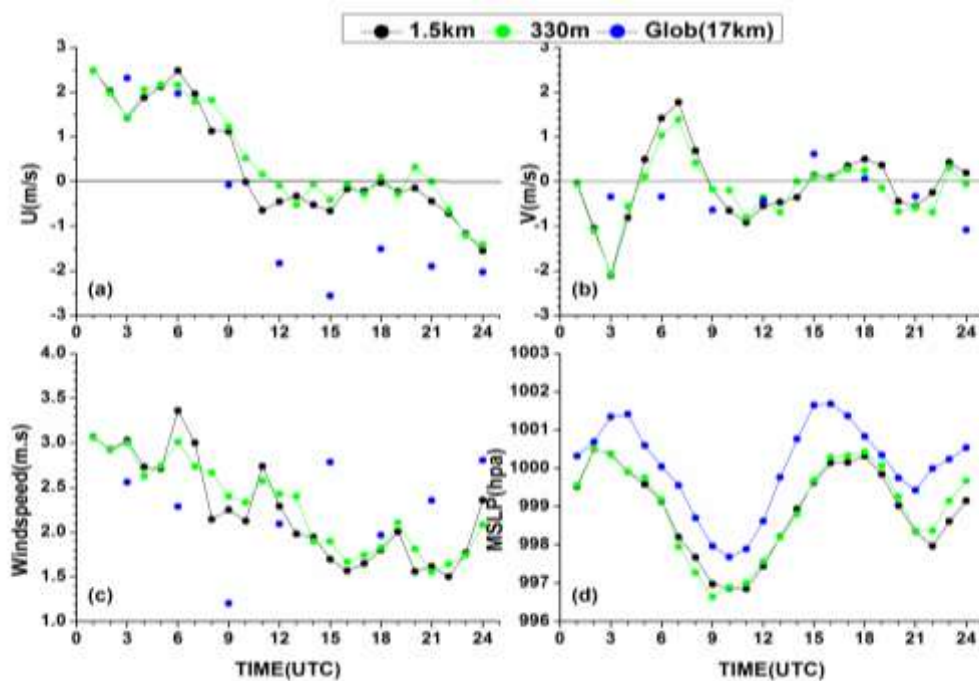 1.5km 330m Glob(17km)
3
2
1
0
-1
-2
-3
U(m/s)
(a)
0 3 6 9 12 15 18 21 24
3
2
1
0
-1
-2
-3
V(m/s)
(b)
0 3 6 9 12 15 18 21 24
4.0
3.5
3.0
2.5
2.0
1.5
1.0
Windspeed(m.s)
(c)
0 3 6 9 12 15 18 21 24
TIME(UTC)
1003
1002
1001
1000
999
998
997
996
MSLP(hpa)
(d)
0 3 6 9 12 15 18 21 24
TIME(UTC)